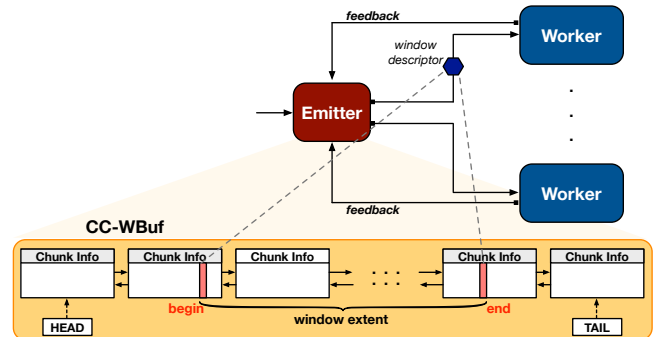 feedback
window
descriptor
Worker
Emitter
.
.
.
Worker
feedback
CC-WBuf
Chunk Info
Chunk Info
Chunk Info
. . .
Chunk Info
Chunk Info
begin
end
window extent
HEAD
TAIL